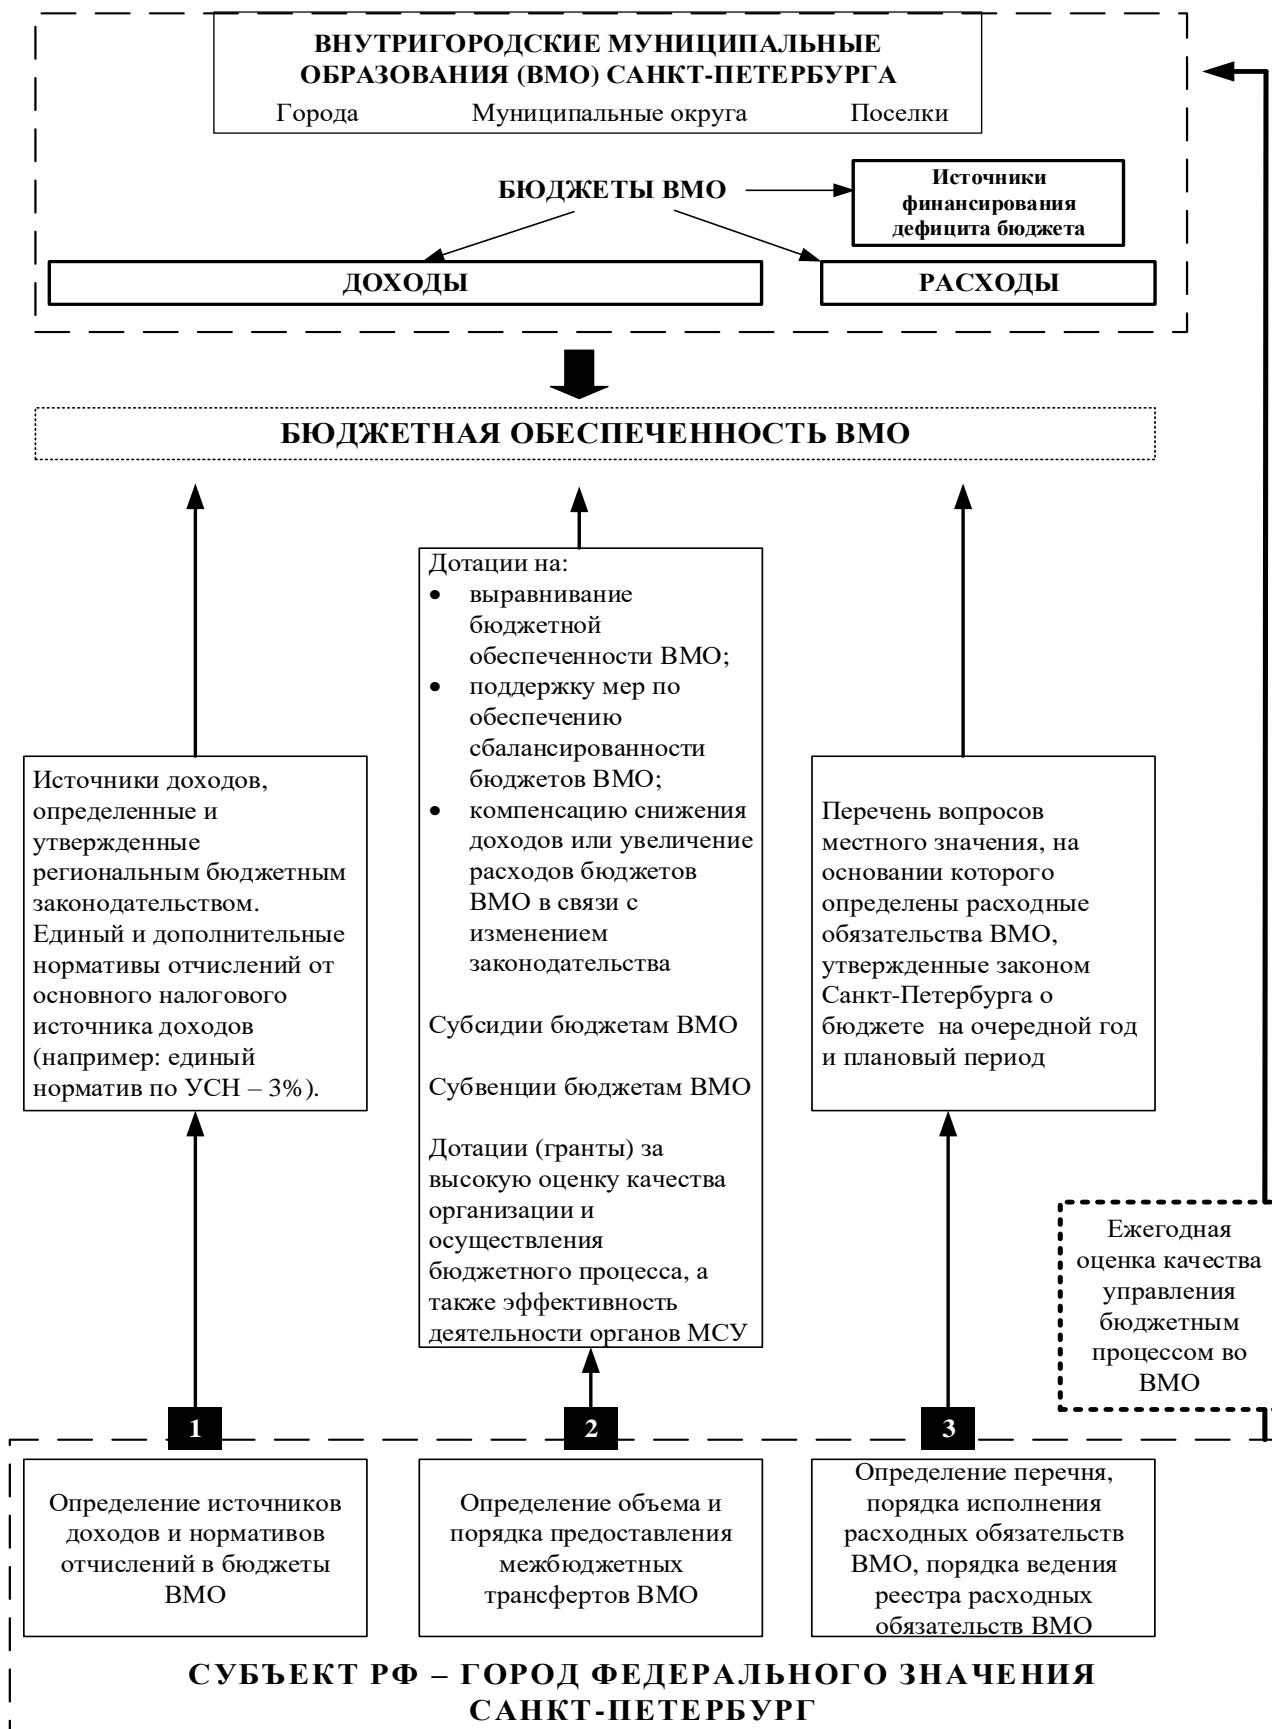 ВНУТРИГОРОДСКИЕ МУНИЦИПАЛЬНЫЕ
ОБРАЗОВАНИЯ (ВМО) САНКТ-ПЕТЕРБУРГА
Города Муниципальные округа Поселки
БЮДЖЕТЫ ВМО
Источники
финансирования
дефицита бюджета
ДОХОДЫ
РАСХОДЫ
БЮДЖЕТНАЯ ОБЕСПЕЧЕННОСТЬ ВМО
Источники доходов,
определенные и
утвержденные
региональным бюджетным
законодательством.
Единый и дополнительные
нормативы отчислений от
основного налогового
источника доходов
(например: единый
норматив по УСН – 3%).
Дотации на:
• выравнивание
бюджетной
обеспеченности ВМО;
• поддержку мер по
обеспечению
сбалансированности
бюджетов ВМО;
• компенсацию снижения
доходов или увеличение
расходов бюджетов
ВМО в связи с
изменением
законодательства
Субсидии бюджетам ВМО
Субвенции бюджетам ВМО
Дотации (гранты) за
высокую оценку качества
организации и
осуществления
бюджетного процесса, а
также эффективность
деятельности органов МСУ
Перечень вопросов
местного значения, на
основании которого
определены расходные
обязательства ВМО,
утвержденные законом
Санкт-Петербурга о
бюджете на очередной год
и плановый период
Ежегодная
оценка качества
управления
бюджетным
процессом во
ВМО
1
2
3
Определение источников
доходов и нормативов
отчислений в бюджеты
ВМО
Определение объема и
порядка предоставления
межбюджетных
трансфертов ВМО
Определение перечня,
порядка исполнения
расходных обязательств
ВМО, порядка ведения
реестра расходных
обязательств ВМО
СУБЪЕКТ РФ – ГОРОД ФЕДЕРАЛЬНОГО ЗНАЧЕНИЯ
САНКТ-ПЕТЕРБУРГ